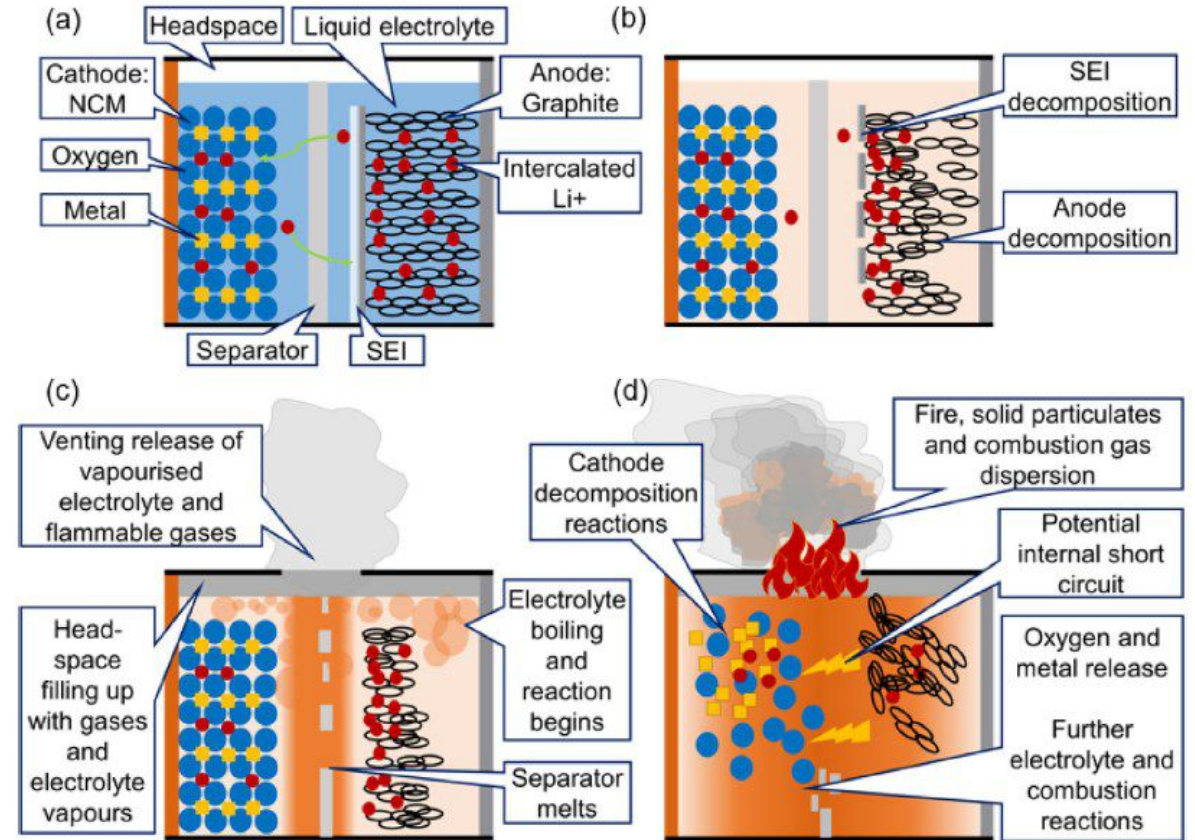 (a)
Headspace
Liquid electrolyte
Cathode:
NCM
Anode:
Graphite
Oxygen
Intercalated
Li+
Metal
Separator
SEI
(b)
SEI
decomposition
Anode
decomposition
(c)
Venting release of
vapourised
electrolyte and
flammable gases
Head-
space
filling up
with gases
and
electrolyte
vapours
Electrolyte
boiling
and
reaction
begins
Separator
melts
(d)
Cathode
decomposition
reactions
Fire, solid particulates
and combustion gas
dispersion
Potential
internal short
circuit
Oxygen and
metal release
Further
electrolyte and
combustion
reactions